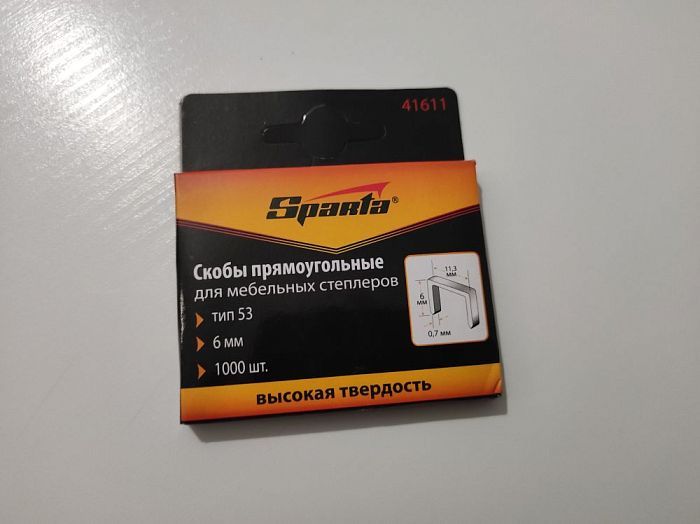 41611
Sparta®
Скобы прямоугольные
для мебельных степлеров
тип 53
6 мм
1000 шт.
11,3
мм
6
мм
0,7 мм
высокая твердость